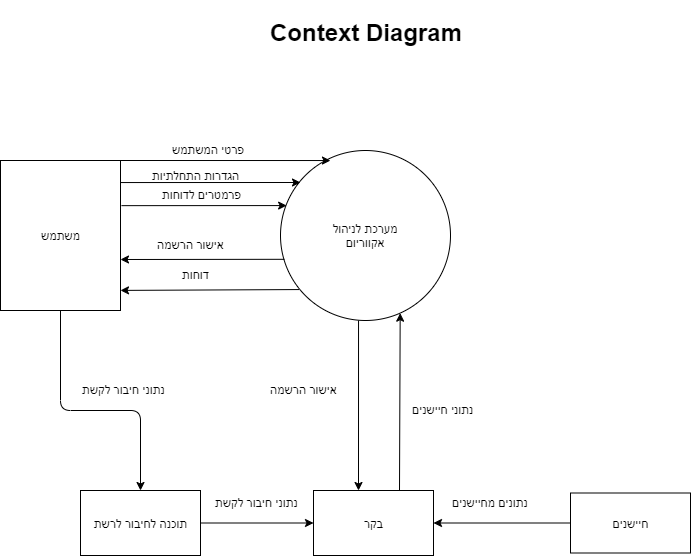 Context Diagram
פרטי המשתמש
הגדרות התחלתיות
פרמטרים לדוחות
משתמש
מערכת לניהול
אקווריום
אישור הרשמה
דוחות
נתוני חיבור לקשת
אישור הרשמה
נתוני חיישנים
תוכנה לחיבור לרשת
נתוני חיבור לקשת
בקר
נתונים מחיישנים
חיישנים